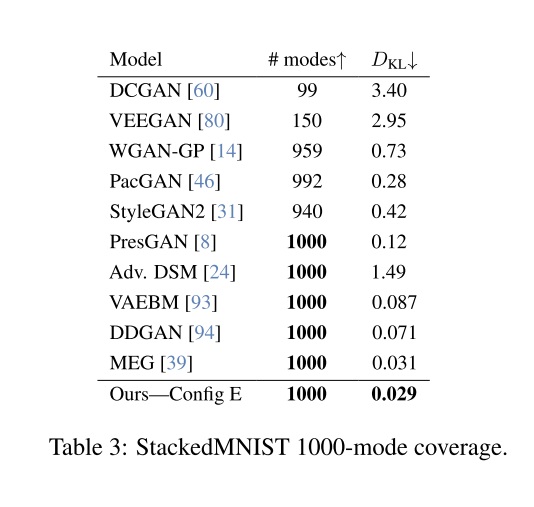 Model # modes↑ D_KL↓
DCGAN [60] 99 3.40
VEEGAN [80] 150 2.95
WGAN-GP [14] 959 0.73
PacGAN [46] 992 0.28
StyleGAN2 [31] 940 0.42
PresGAN [8] 1000 0.12
Adv. DSM [24] 1000 1.49
VAEBM [93] 1000 0.087
DDGAN [94] 1000 0.071
MEG [39] 1000 0.031
Ours—Config E 1000 0.029
Table 3: StackedMNIST 1000-mode coverage.